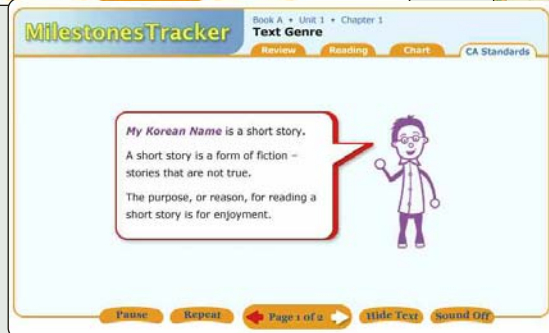 MilestonesTracker
Book A • Unit 1 • Chapter 1
Text Genre
Review
Reading
Chart
CA Standards
My Korean Name is a short story.
A short story is a form of fiction –
stories that are not true.
The purpose, or reason, for reading a
short story is for enjoyment.
Pause
Repeat
Page 1 of 2
Hide Text
Sound Off